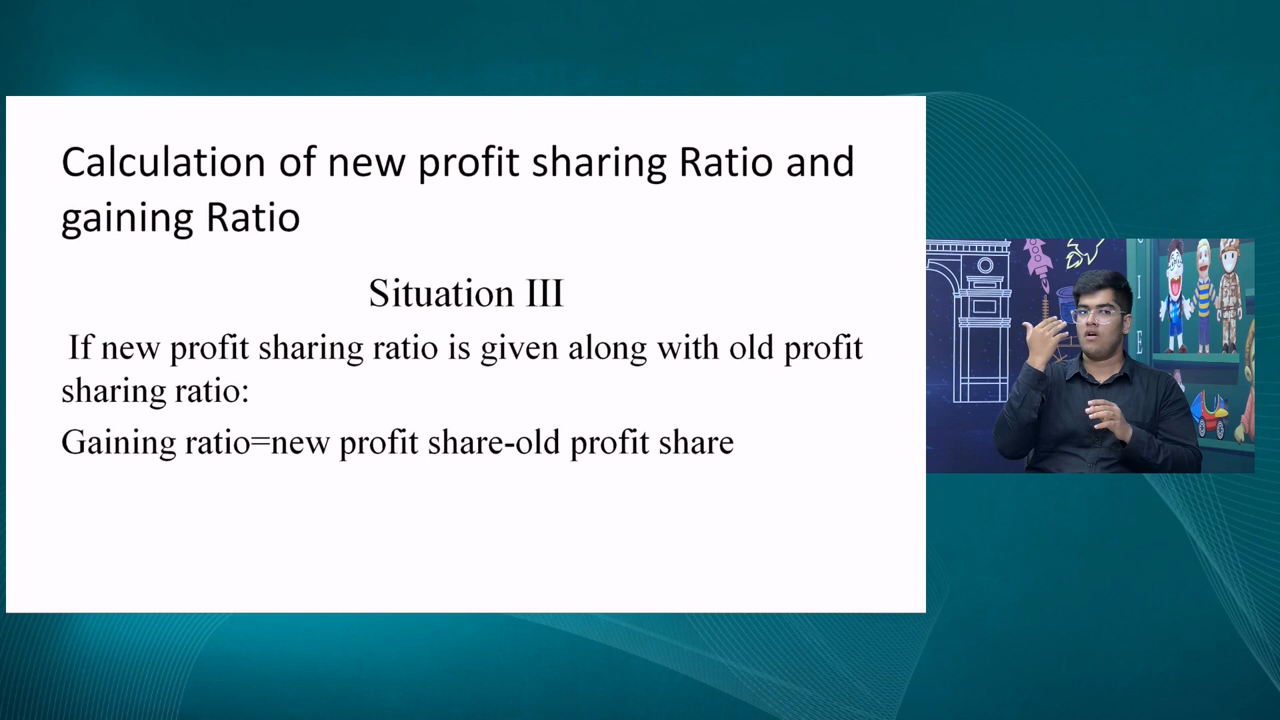 Calculation of new profit sharing Ratio and
gaining Ratio
Situation III
If new profit sharing ratio is given along with old profit
sharing ratio:
Gaining ratio=new profit share-old profit share
I
E